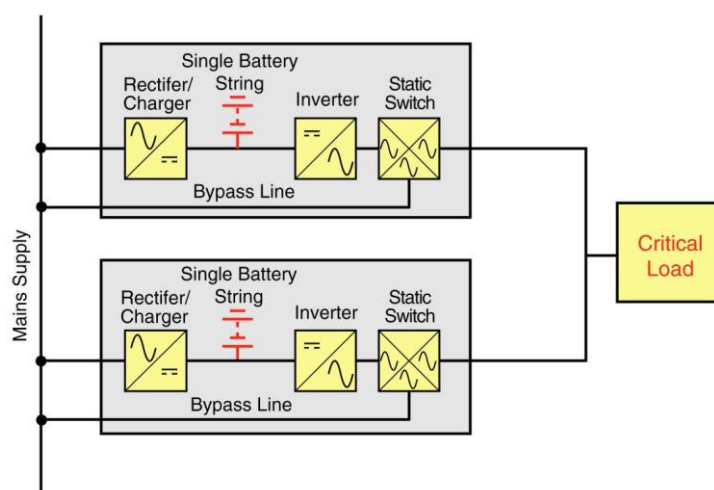 Single Battery
String
Rectifer/
Charger
Inverter
Static
Switch
Bypass Line
Mains Supply
Critical
Load
Single Battery
String
Rectifer/
Charger
Inverter
Static
Switch
Bypass Line